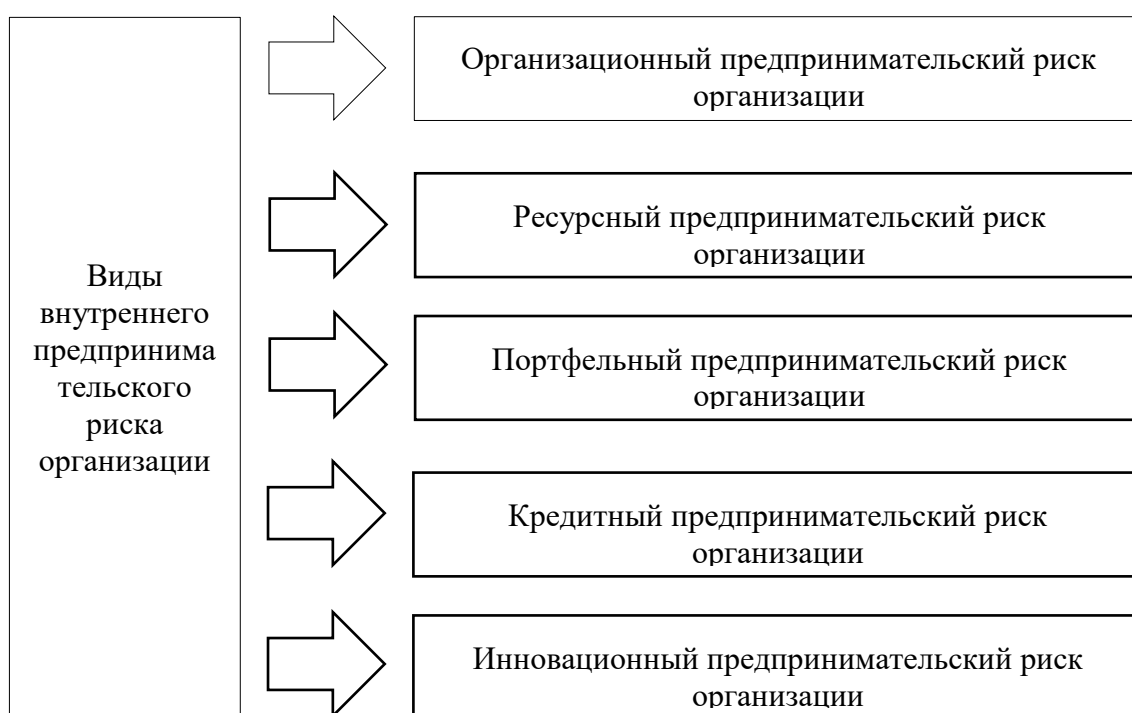 Виды
внутреннего
предпринима
тельского
риска
организации
Организационный предпринимательский риск
организации
Ресурсный предпринимательский риск
организации
Портфельный предпринимательский риск
организации
Кредитный предпринимательский риск
организации
Инновационный предпринимательский риск
организации